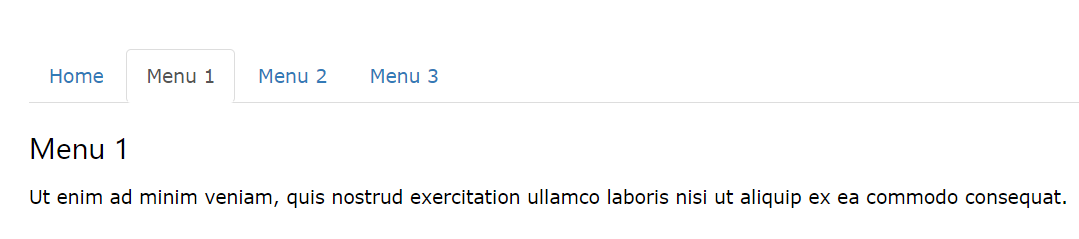 Home Menu 1 Menu 2 Menu 3
Menu 1
Ut enim ad minim veniam, quis nostrud exercitation ullamco laboris nisi ut aliquip ex ea commodo consequat.